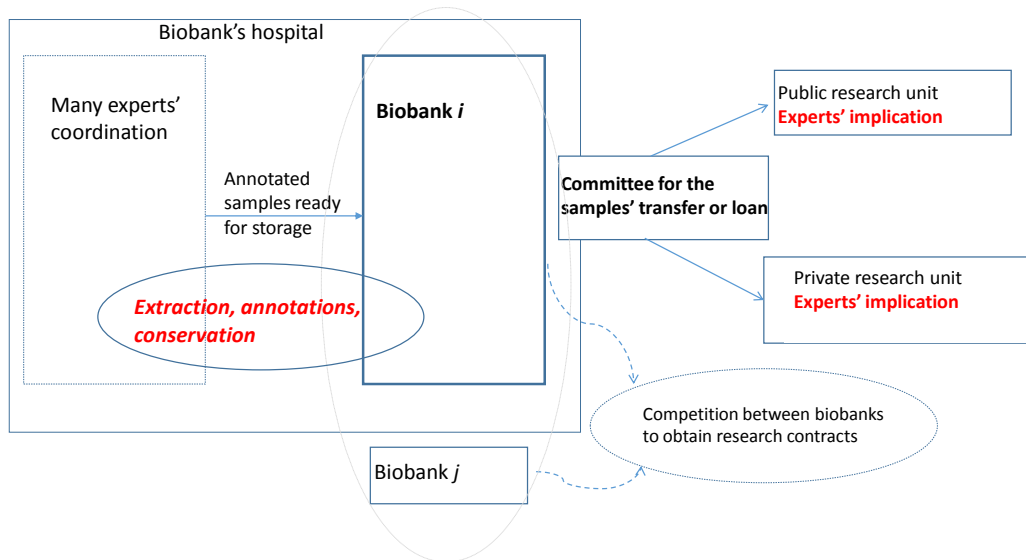 Biobank’s hospital
Many experts’
coordination
Biobank i
Annotated
samples ready
for storage
Extraction, annotations,
conservation
Committee for the
samples’ transfer or loan
Public research unit
Experts’ implication
Private research unit
Experts’ implication
Competition between biobanks
to obtain research contracts
Biobank j